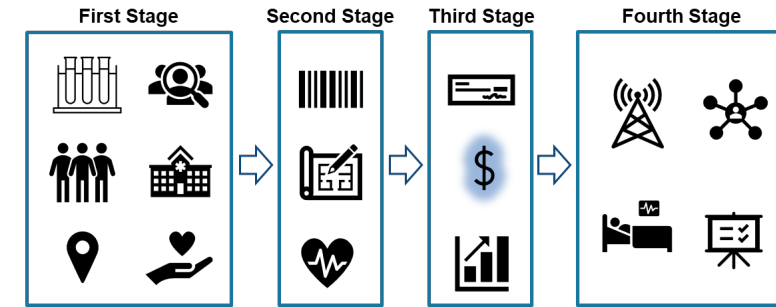 First Stage
Second Stage
Third Stage
Fourth Stage
$